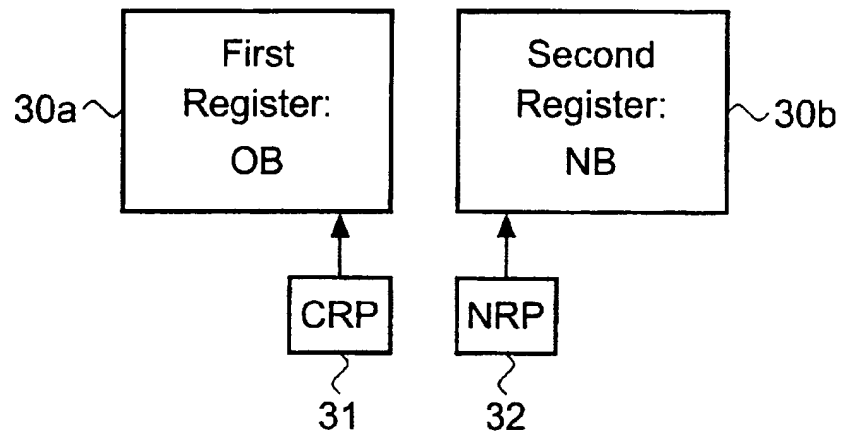 First
Register:
OB
30a
Second
Register:
NB
30b
CRP
NRP
31
32